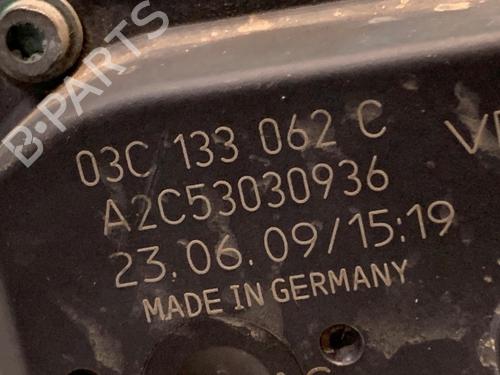 B-PARTS
03C 133 062 C
A2C53030936
23.06.09/15:19
MADE IN GERMANY